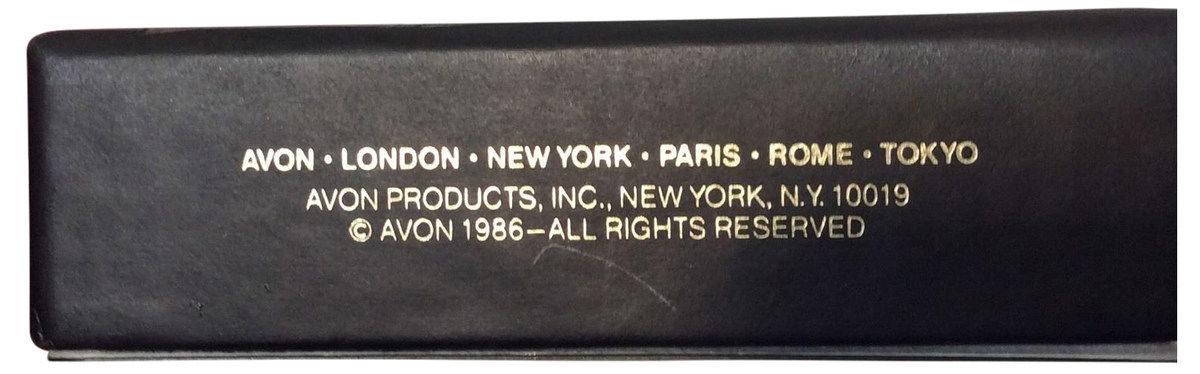 AVON • LONDON • NEW YORK • PARIS • ROME • TOKYO
AVON PRODUCTS, INC., NEW YORK, N.Y. 10019
© AVON 1986–ALL RIGHTS RESERVED